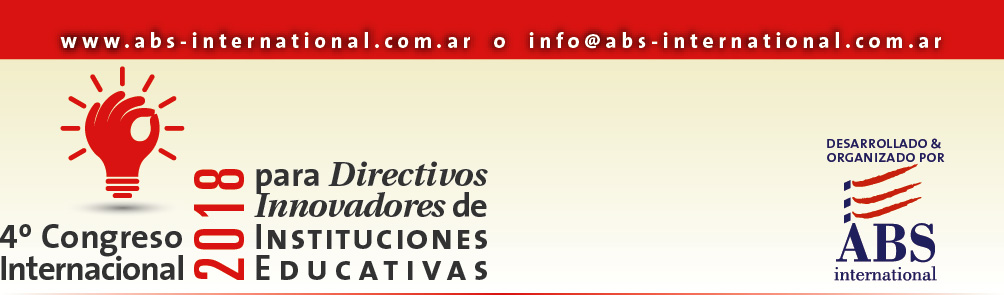 www.abs-international.com.ar o info@abs-international.com.ar
4º Congreso
Internacional
2018
para Directivos
Innovadores de
INSTITUCIONES
EDUCATIVAS
DESARROLLADO &
ORGANIZADO POR
ABS
international